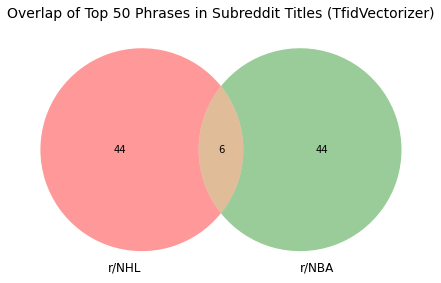 Overlap of Top 50 Phrases in Subreddit Titles (TfidVectorizer)
44
6
44
r/NHL
r/NBA